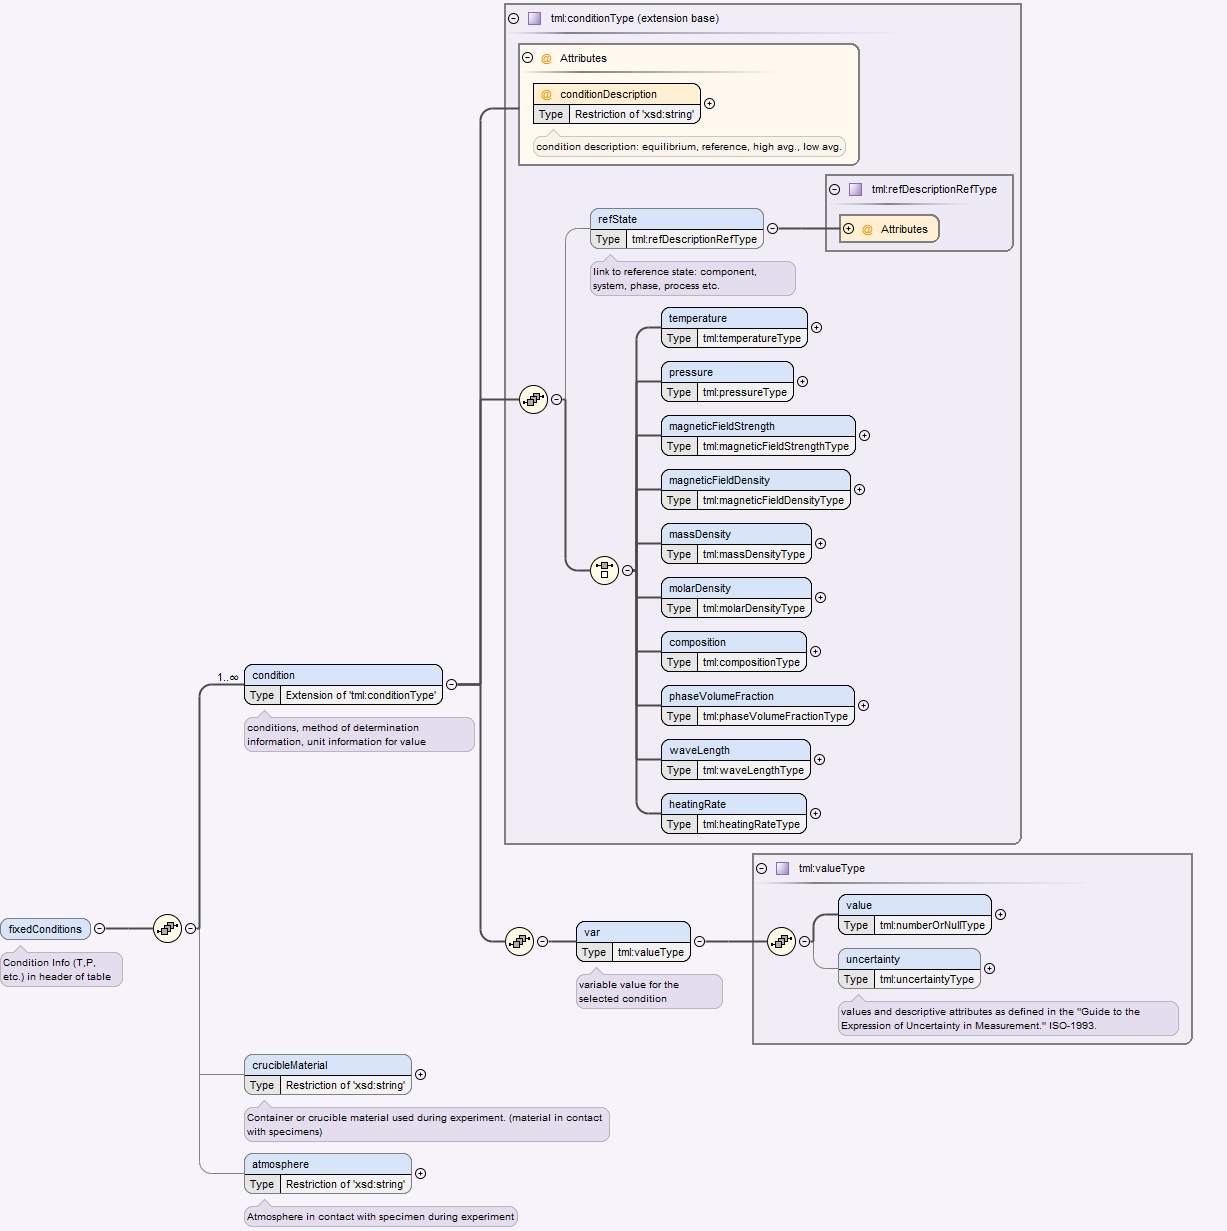 tml:conditionType (extension base)
@ Attributes
@ conditionDescription
Type Restriction of 'xsd:string'
condition description: equilibrium, reference, high avg., low avg.
tml:refDescriptionRefType
@ Attributes
refState
Type tml:refDescriptionRefType
link to reference state: component,
system, phase, process etc.
temperature
Type tml:temperatureType
pressure
Type tml:pressureType
magneticFieldStrength
Type tml:magneticFieldStrengthType
magneticFieldDensity
Type tml:magneticFieldDensityType
massDensity
Type tml:massDensityType
molarDensity
Type tml:molarDensityType
composition
Type tml:compositionType
phaseVolumeFraction
Type tml:phaseVolumeFractionType
waveLength
Type tml:waveLengthType
heatingRate
Type tml:heatingRateType
1..∞
condition
Type Extension of 'tml:conditionType'
conditions, method of determination
information, unit information for value
tml:valueType
value
Type tml:numberOrNullType
uncertainty
Type tml:uncertaintyType
values and descriptive attributes as defined in the "Guide to the
Expression of Uncertainty in Measurement." ISO-1993.
var
Type tml:valueType
variable value for the
selected condition
fixedConditions
Condition Info (T,P,
etc.) in header of table
crucibleMaterial
Type Restriction of 'xsd:string'
Container or crucible material used during experiment. (material in contact
with specimens)
atmosphere
Type Restriction of 'xsd:string'
Atmosphere in contact with specimen during experiment